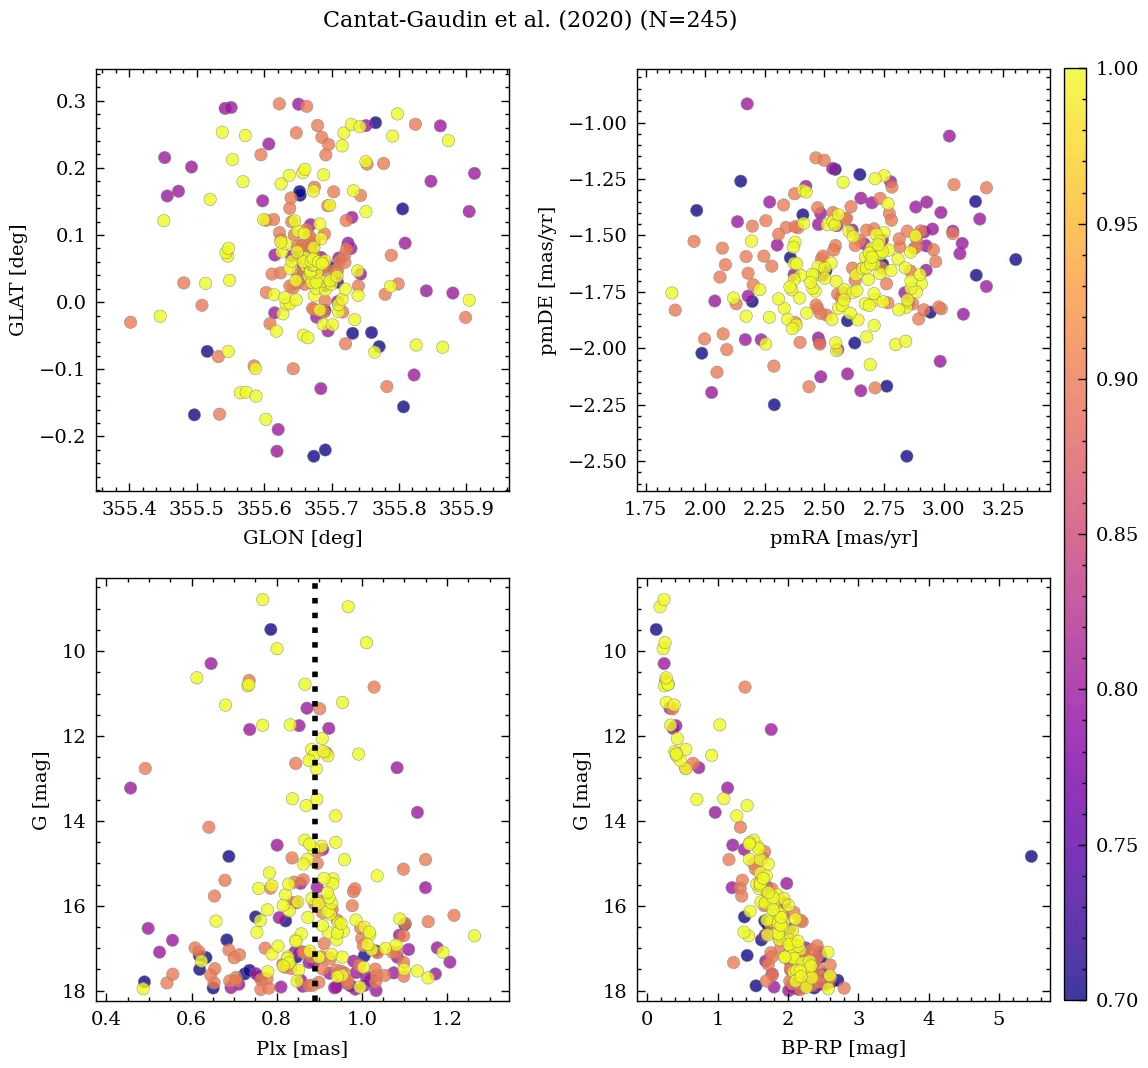 Cantat-Gaudin et al. (2020) (N=245)
0.3
0.2
0.1
0.0
−0.1
−0.2
GLAT [deg]
355.4 355.5 355.6 355.7 355.8 355.9
GLON [deg]
−1.00
−1.25
−1.50
−1.75
−2.00
−2.25
−2.50
pmDE [mas/yr]
1.75 2.00 2.25 2.50 2.75 3.00 3.25
pmRA [mas/yr]
10
12
14
16
18
G [mag]
0.4 0.6 0.8 1.0 1.2
Plx [mas]
10
12
14
16
18
G [mag]
0 1 2 3 4 5
BP-RP [mag]
1.00
0.95
0.90
0.85
0.80
0.75
0.70